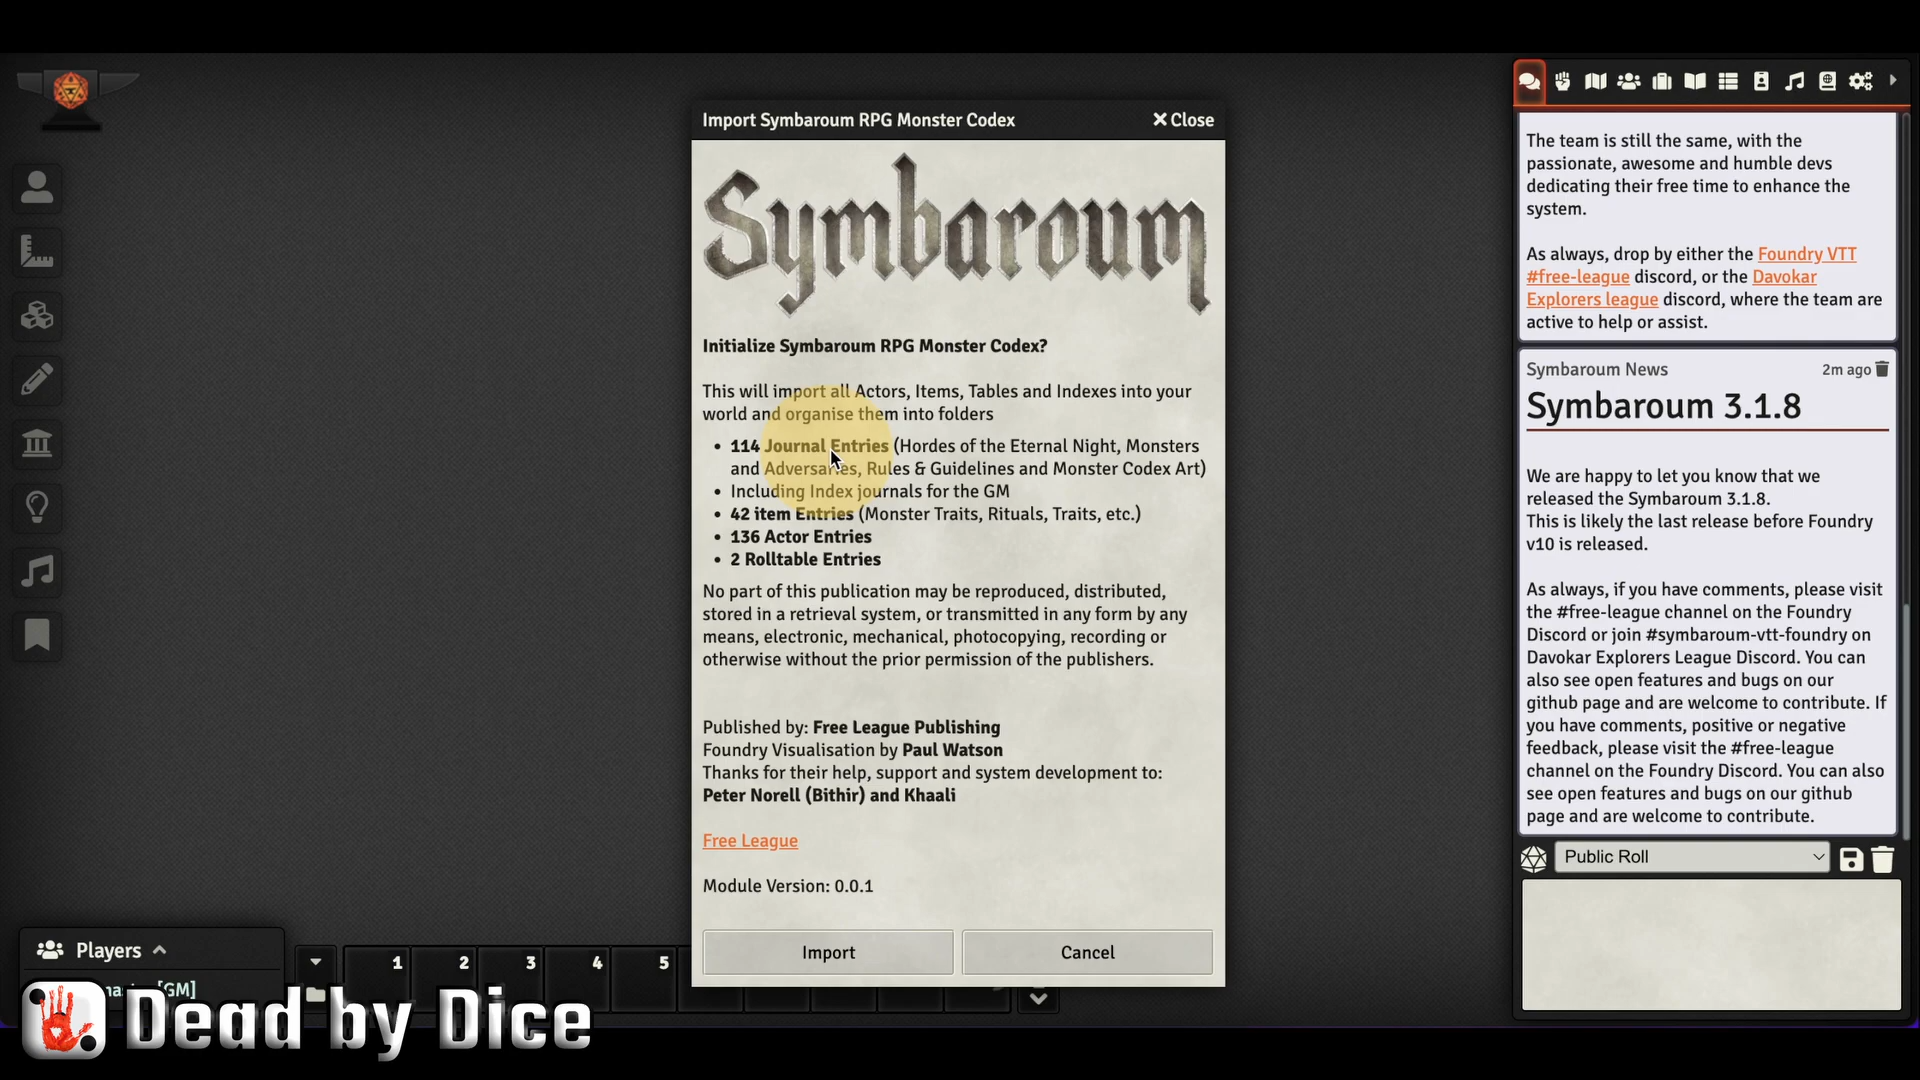 Import Symbaroum RPG Monster Codex
Close
Symbaroum
Initialize Symbaroum RPG Monster Codex?
This will import all Actors, Items, Tables and Indexes into your
world and organise them into folders
• 114 Journal Entries (Hordes of the Eternal Night, Monsters
and Adversaries, Rules & Guidelines and Monster Codex Art)
• Including Index journals for the GM
• 42 item Entries (Monster Traits, Rituals, Traits, etc.)
• 136 Actor Entries
• 2 Rolltable Entries
No part of this publication may be reproduced, distributed,
stored in a retrieval system, or transmitted in any form by any
means, electronic, mechanical, photocopying, recording or
otherwise without the prior permission of the publishers.
Published by: Free League Publishing
Foundry Visualisation by Paul Watson
Thanks for their help, support and system development to:
Peter Norell (Bithir) and Khaali
Free League
Module Version: 0.0.1
Import
Cancel
The team is still the same, with the
passionate, awesome and humble devs
dedicating their free time to enhance the
system.
As always, drop by either the Foundry VTT
#free-league discord, or the Davokar
Explorers league discord, where the team are
active to help or assist.
Symbaroum News
2m ago
Symbaroum 3.1.8
We are happy to let you know that we
released the Symbaroum 3.1.8.
This is likely the last release before Foundry
v10 is released.
As always, if you have comments, please visit
the #free-league channel on the Foundry
Discord or join #symbaroum-vtt-foundry on
Davokar Explorers League Discord. You can
also see open features and bugs on our
github page and are welcome to contribute. If
you have comments, positive or negative
feedback, please visit the #free-league
channel on the Foundry Discord. You can also
see open features and bugs on our github
page and are welcome to contribute.
Public Roll
Players
[GM]
1 2 3 4 5
Dead by Dice